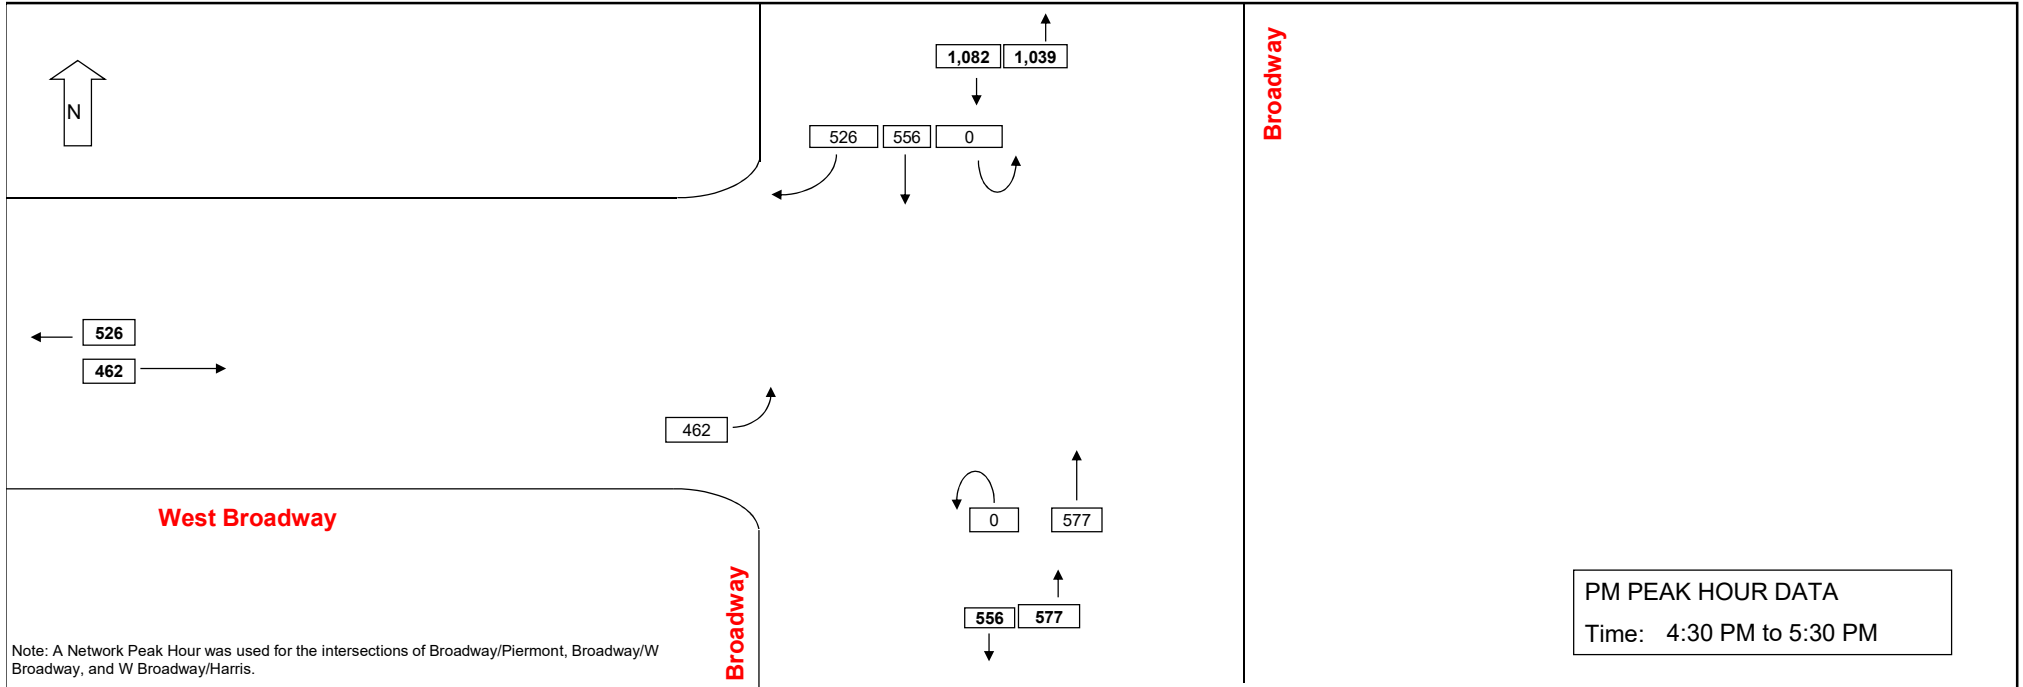 1,082 1,039
Broadway
N
526 556 0
526
462
462
West Broadway
0 577
Broadway
556 577
PM PEAK HOUR DATA
Time: 4:30 PM to 5:30 PM
Note: A Network Peak Hour was used for the intersections of Broadway/Piermont, Broadway/W
Broadway, and W Broadway/Harris.